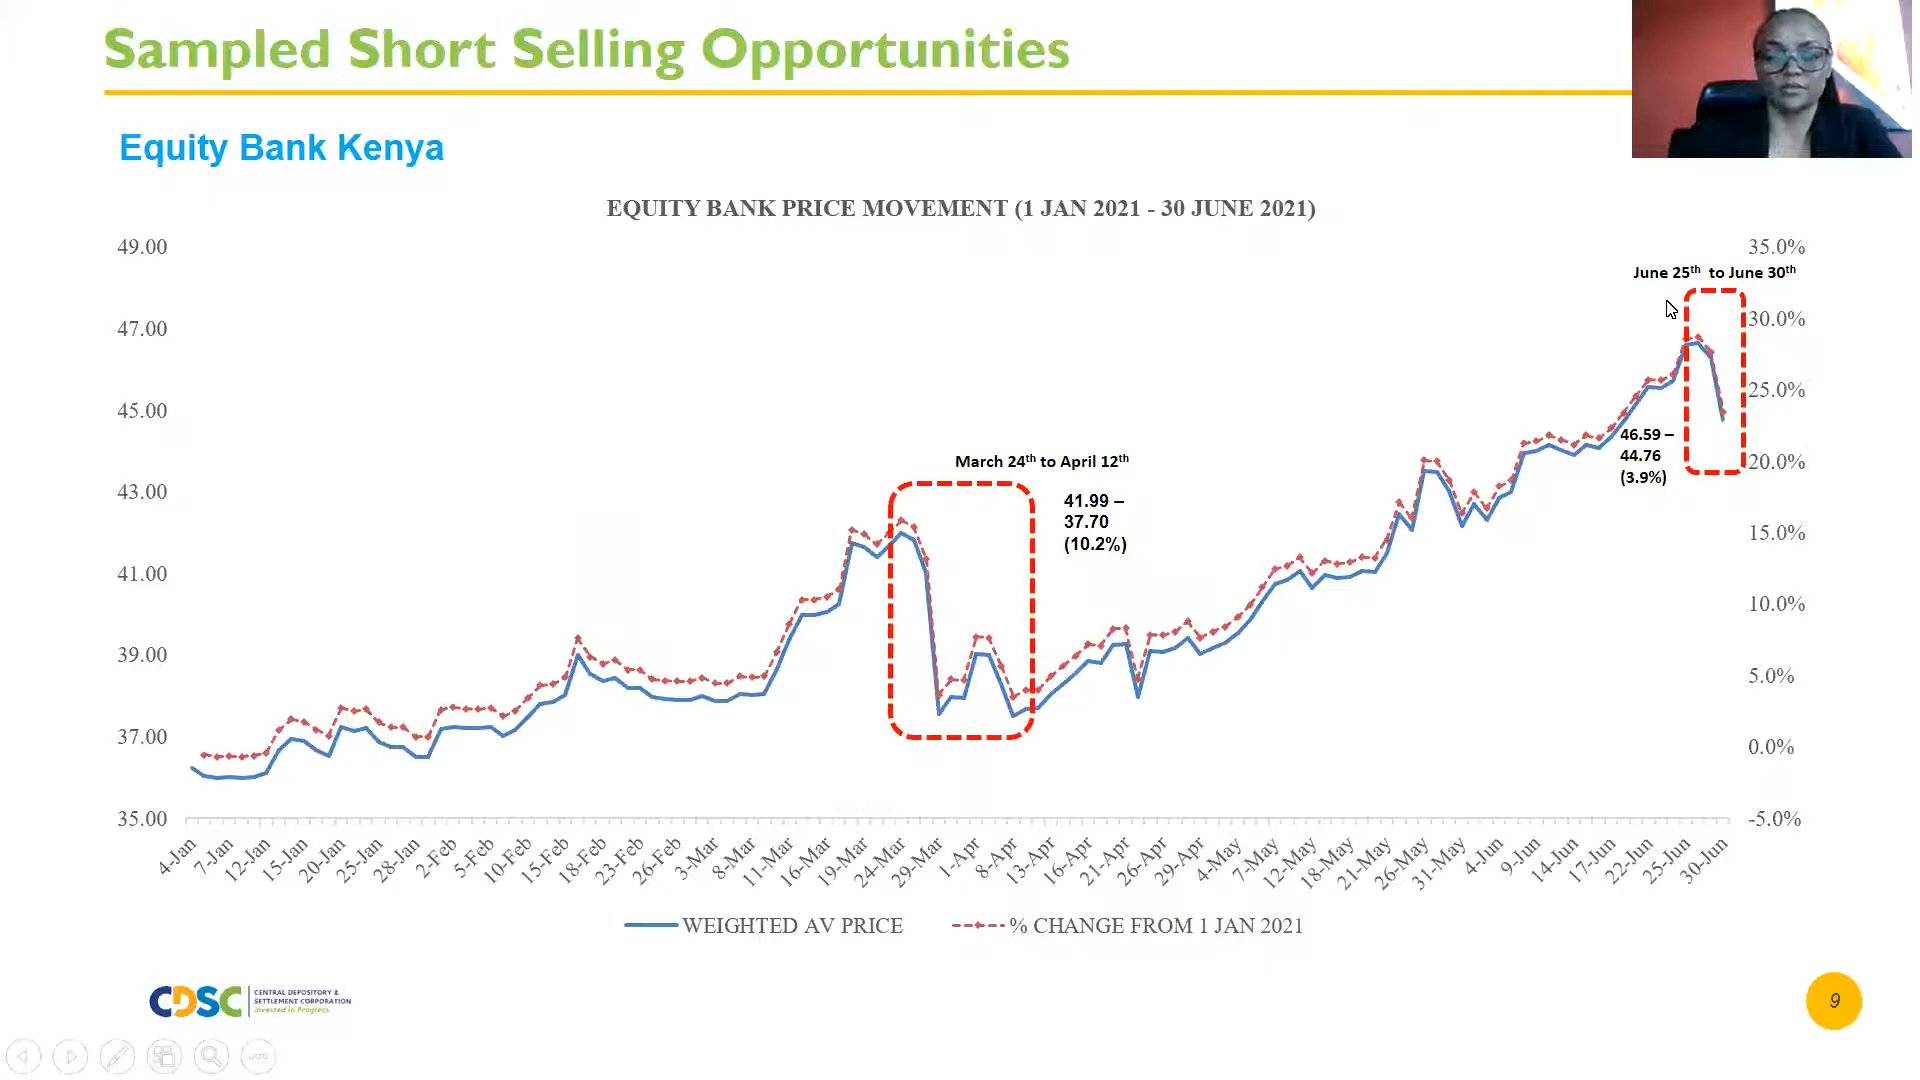 Sampled Short Selling Opportunities
Equity Bank Kenya
EQUITY BANK PRICE MOVEMENT (1 JAN 2021 - 30 JUNE 2021)
49.00
47.00
45.00
43.00
41.00
39.00
37.00
35.00
35.0%
30.0%
25.0%
20.0%
15.0%
10.0%
5.0%
0.0%
-5.0%
June 25th to June 30th
46.59 –
44.76
(3.9%)
March 24th to April 12th
41.99 –
37.70
(10.2%)
4-Jan
7-Jan
12-Jan
15-Jan
20-Jan
25-Jan
28-Jan
2-Feb
5-Feb
10-Feb
15-Feb
18-Feb
23-Feb
26-Feb
3-Mar
8-Mar
11-Mar
16-Mar
19-Mar
24-Mar
29-Mar
1-Apr
8-Apr
13-Apr
16-Apr
21-Apr
26-Apr
29-Apr
4-May
7-May
12-May
18-May
21-May
26-May
31-May
4-Jun
9-Jun
14-Jun
17-Jun
22-Jun
25-Jun
30-Jun
WEIGHTED AV PRICE
% CHANGE FROM 1 JAN 2021
CDSC
CENTRAL DEPOSITORY &
SETTLEMENT CORPORATION
Invested in Progress.
9